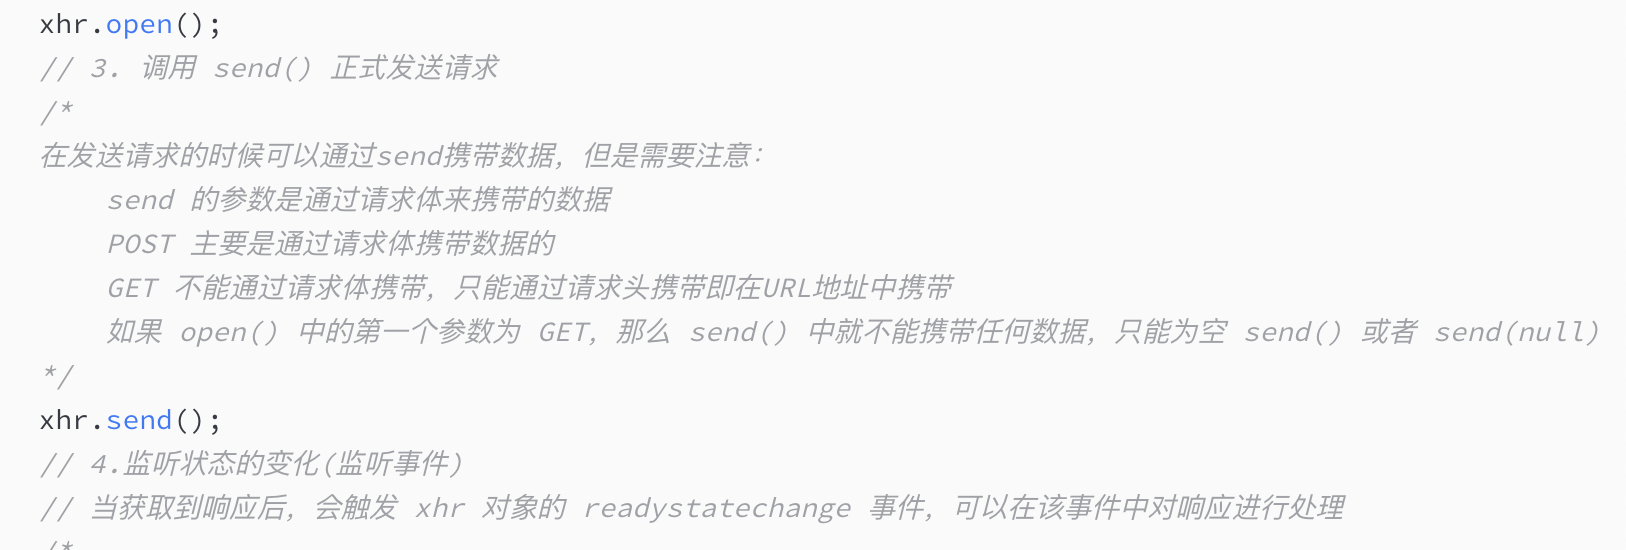 xhr.open();
// 3. 调用 send() 正式发送请求
/*
在发送请求的时候可以通过send携带数据，但是需要注意：
    send 的参数是通过请求体来携带的数据
    POST 主要是通过请求体携带数据的
    GET 不能通过请求体携带，只能通过请求头携带即在URL地址中携带
    如果 open() 中的第一个参数为 GET，那么 send() 中就不能携带任何数据，只能为空 send() 或者 send(null)
*/
xhr.send();
// 4.监听状态的变化(监听事件)
// 当获取到响应后，会触发 xhr 对象的 readystatechange 事件，可以在该事件中对响应进行处理
/*